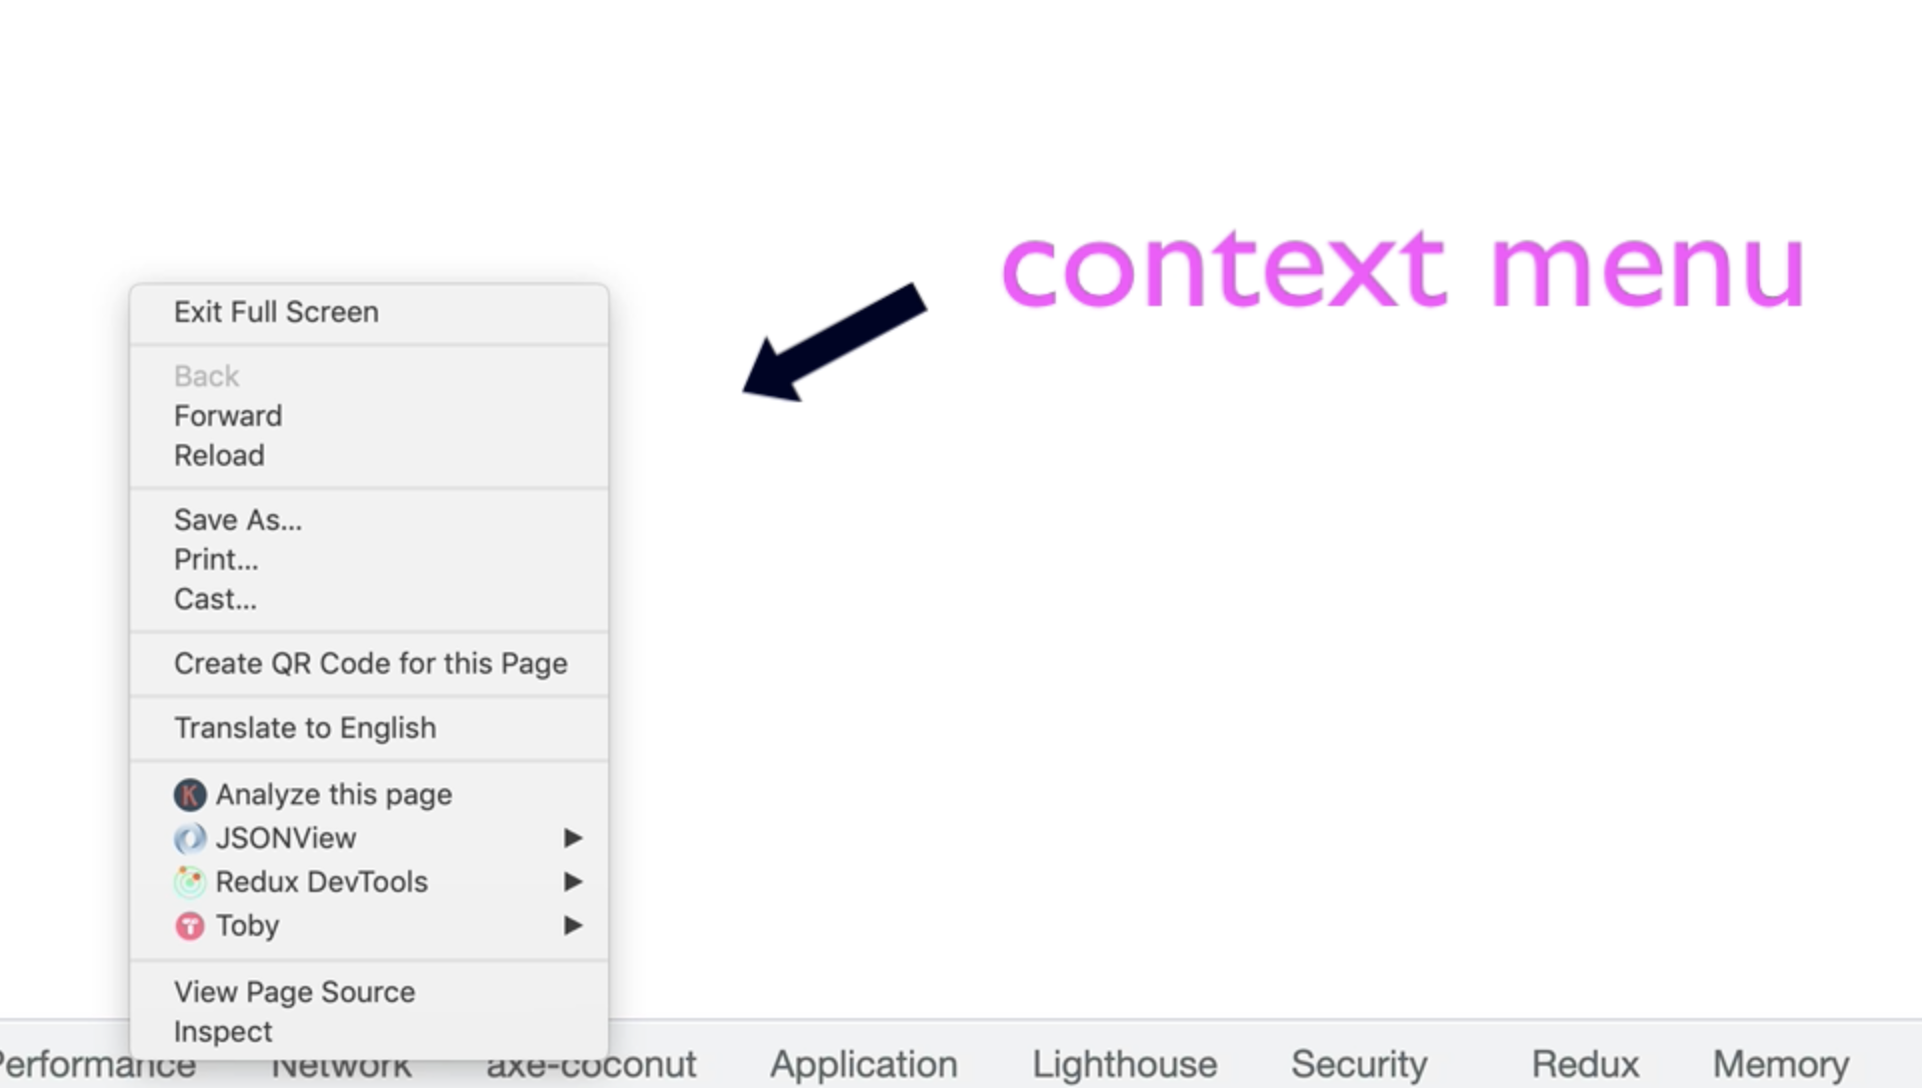 context menu
Exit Full Screen
Back
Forward
Reload
Save As...
Print...
Cast...
Create QR Code for this Page
Translate to English
K Analyze this page
JSONView
Redux DevTools
Toby
View Page Source
Inspect
Performance Network axe-coconut Application Lighthouse Security Redux Memory